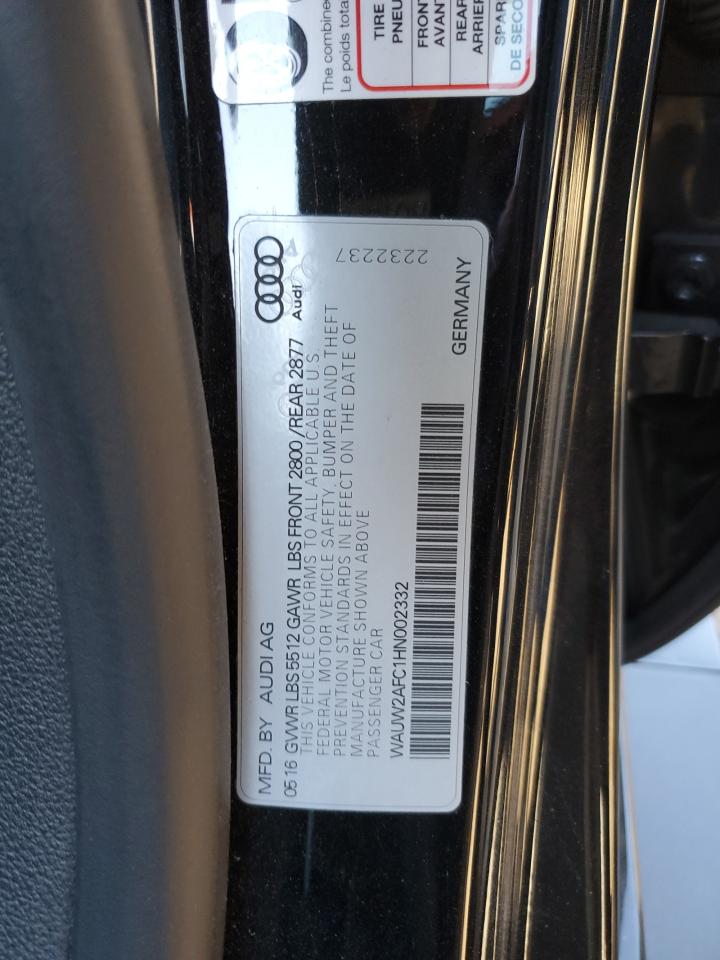 The combined
Le poids tota
TIRE
PNEU
FRONT
AVANT
REAR
ARRIER
SPAR
DE SECO
MFD. BY AUDI AG
Audi
0516 GVWR LBS 5512 GAWR LBS FRONT 2800/REAR 2877
THIS VEHICLE CONFORMS TO ALL APPLICABLE U.S.
FEDERAL MOTOR VEHICLE SAFETY, BUMPER AND THEFT
PREVENTION STANDARDS IN EFFECT ON THE DATE OF
MANUFACTURE SHOWN ABOVE
PASSENGER CAR
WAUW2AFC1HN002332
GERMANY
2232237